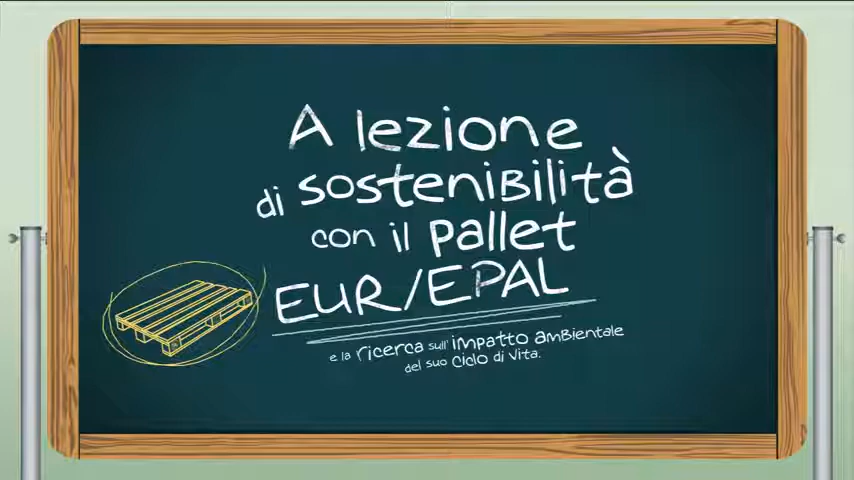 A lezione
di sostenibilità
con il pallet
EUR/EPAL
e la ricerca sull'impatto ambientale
del suo ciclo di vita.